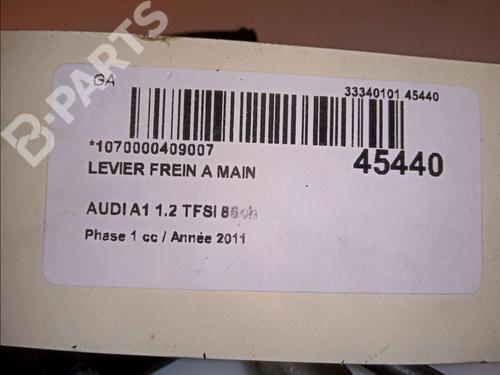 B-PARTS
GA
33340101 45440
*1070000409007
45440
LEVIER FREIN A MAIN
AUDI A1 1.2 TFSI 86ch
Phase 1 cc / Année 2011